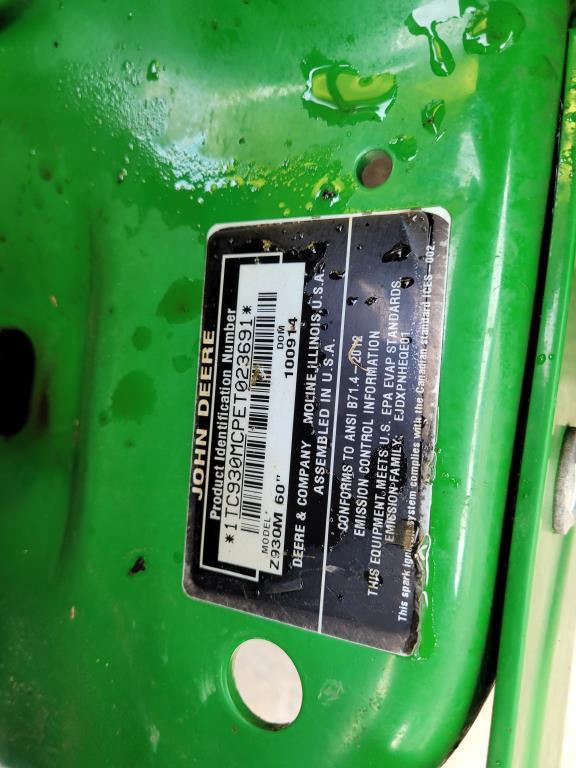 JOHN DEERE
Product Identification Number
*1TC930MCPET023691*
MODEL DOM
Z930M 60" 100914
DEERE & COMPANY MOLINE, ILLINOIS, U.S.A.
ASSEMBLED IN U.S.A.
CONFORMS TO ANSI B71.4 - 2012
EMISSION CONTROL INFORMATION
THIS EQUIPMENT MEETS U.S. EPA EVAP STANDARDS.
EMISSION FAMILY: EJDXPNHEQE01
This spark system complies with the Canadian standard ICES-002.